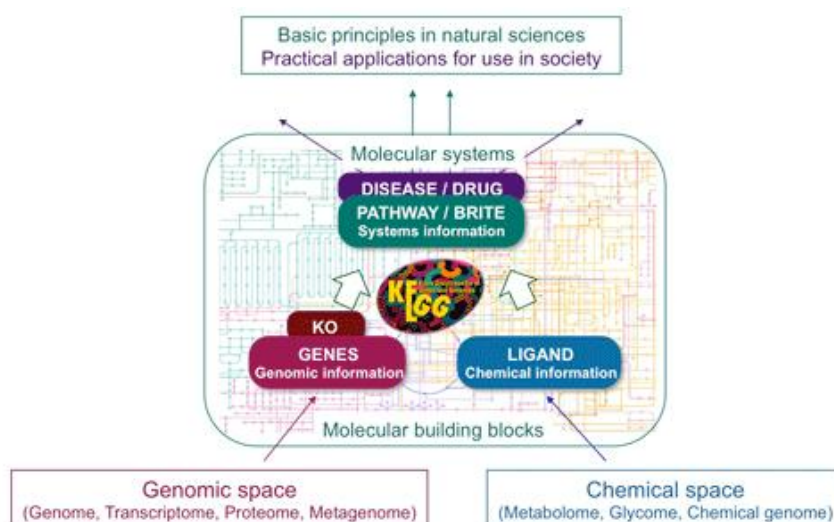 Basic principles in natural sciences
Practical applications for use in society
Molecular systems
DISEASE / DRUG
PATHWAY / BRITE
Systems information
KEGG
KO
GENES
Genomic information
LIGAND
Chemical information
Molecular building blocks
Genomic space
(Genome, Transcriptome, Proteome, Metagenome)
Chemical space
(Metabolome, Glycome, Chemical genome)